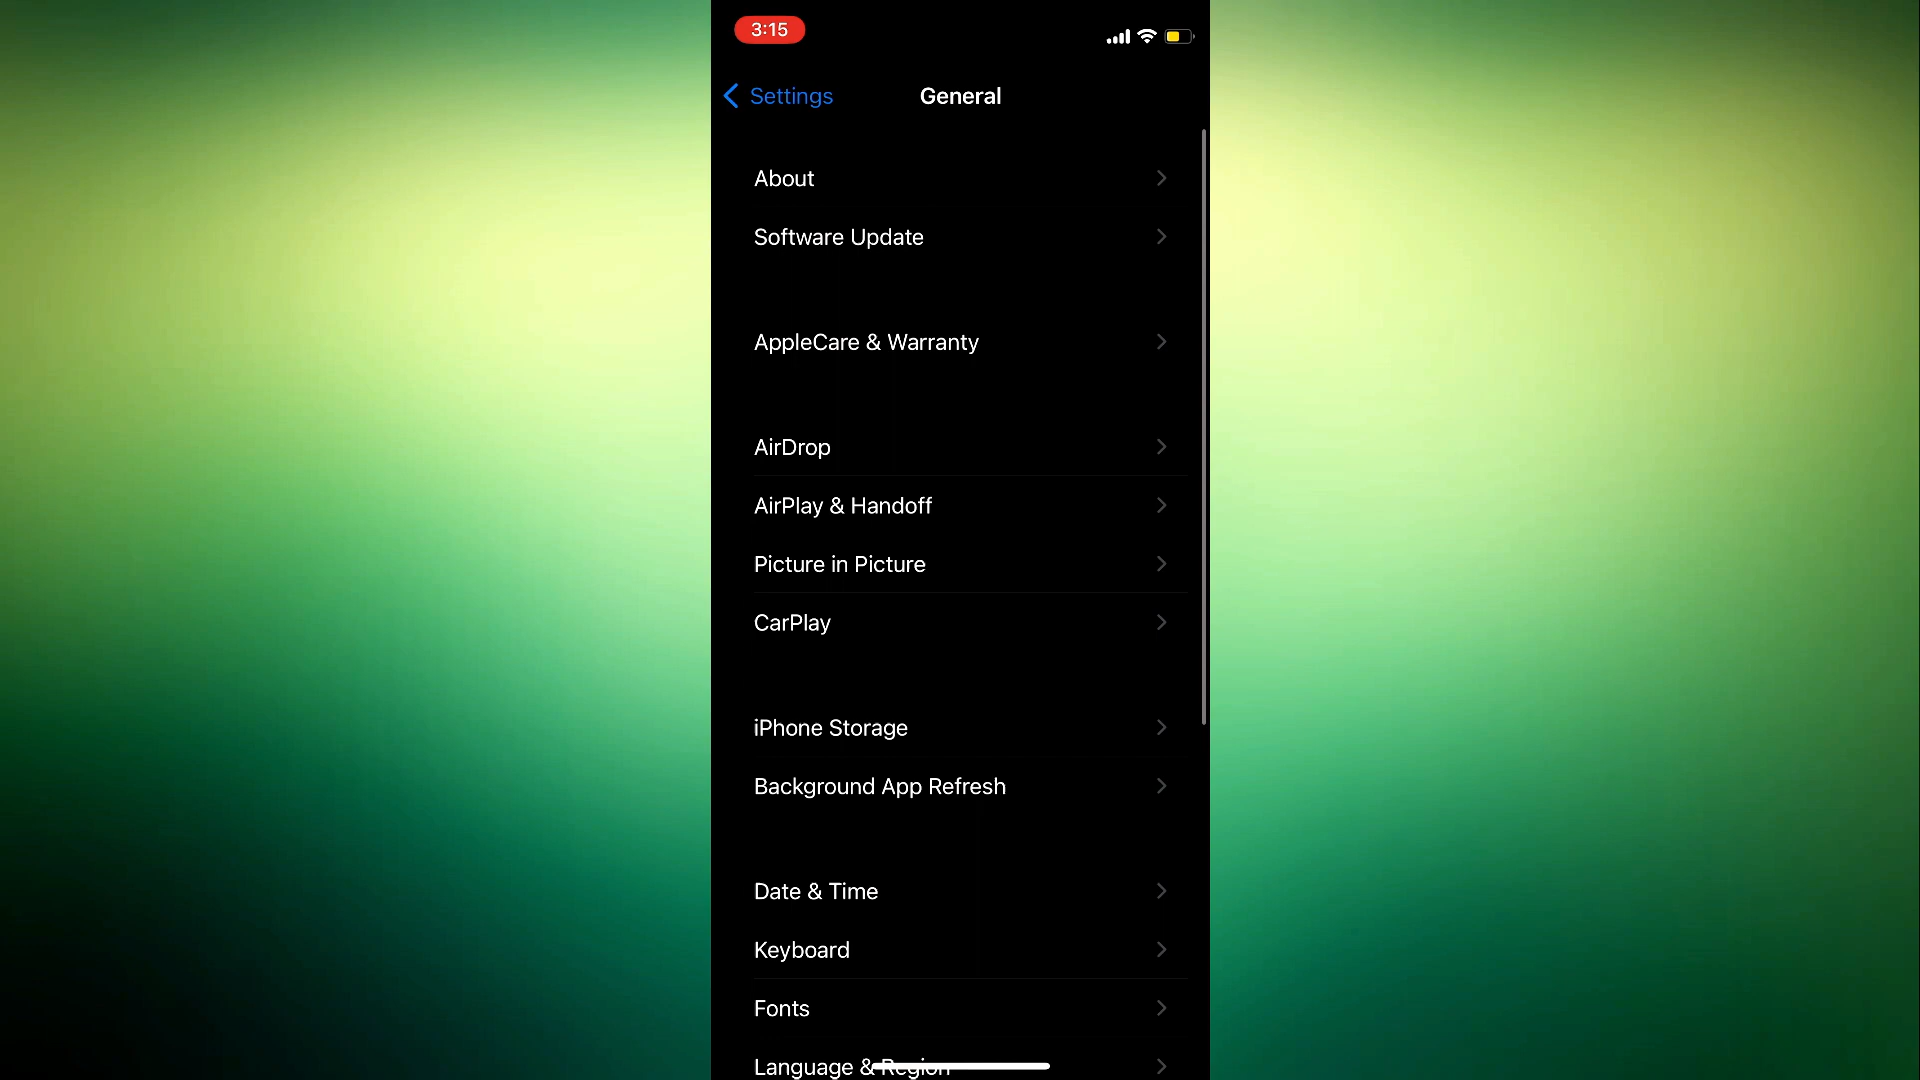 3:15
Settings
General
About
Software Update
AppleCare & Warranty
AirDrop
AirPlay & Handoff
Picture in Picture
CarPlay
iPhone Storage
Background App Refresh
Date & Time
Keyboard
Fonts
Language & Region